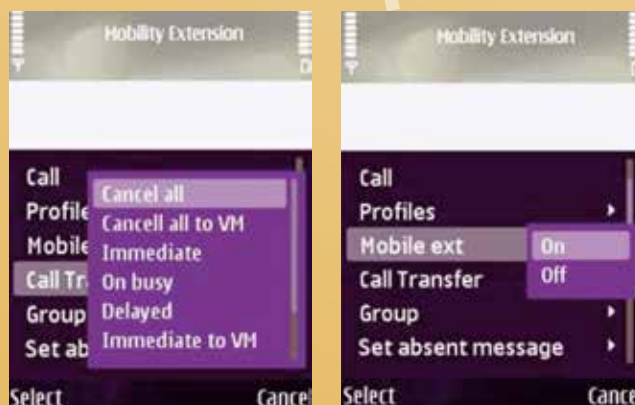 Mobility Extension
Call
Profile
Mobile
Call Tr
Group
Set ab
Cancel all
Cancell all to VM
Immediate
On busy
Delayed
Immediate to VM
Select Cancel
Mobility Extension
Call
Profiles
Mobile ext
Call Transfer
Group
Set absent message
On
Off
Select Cance